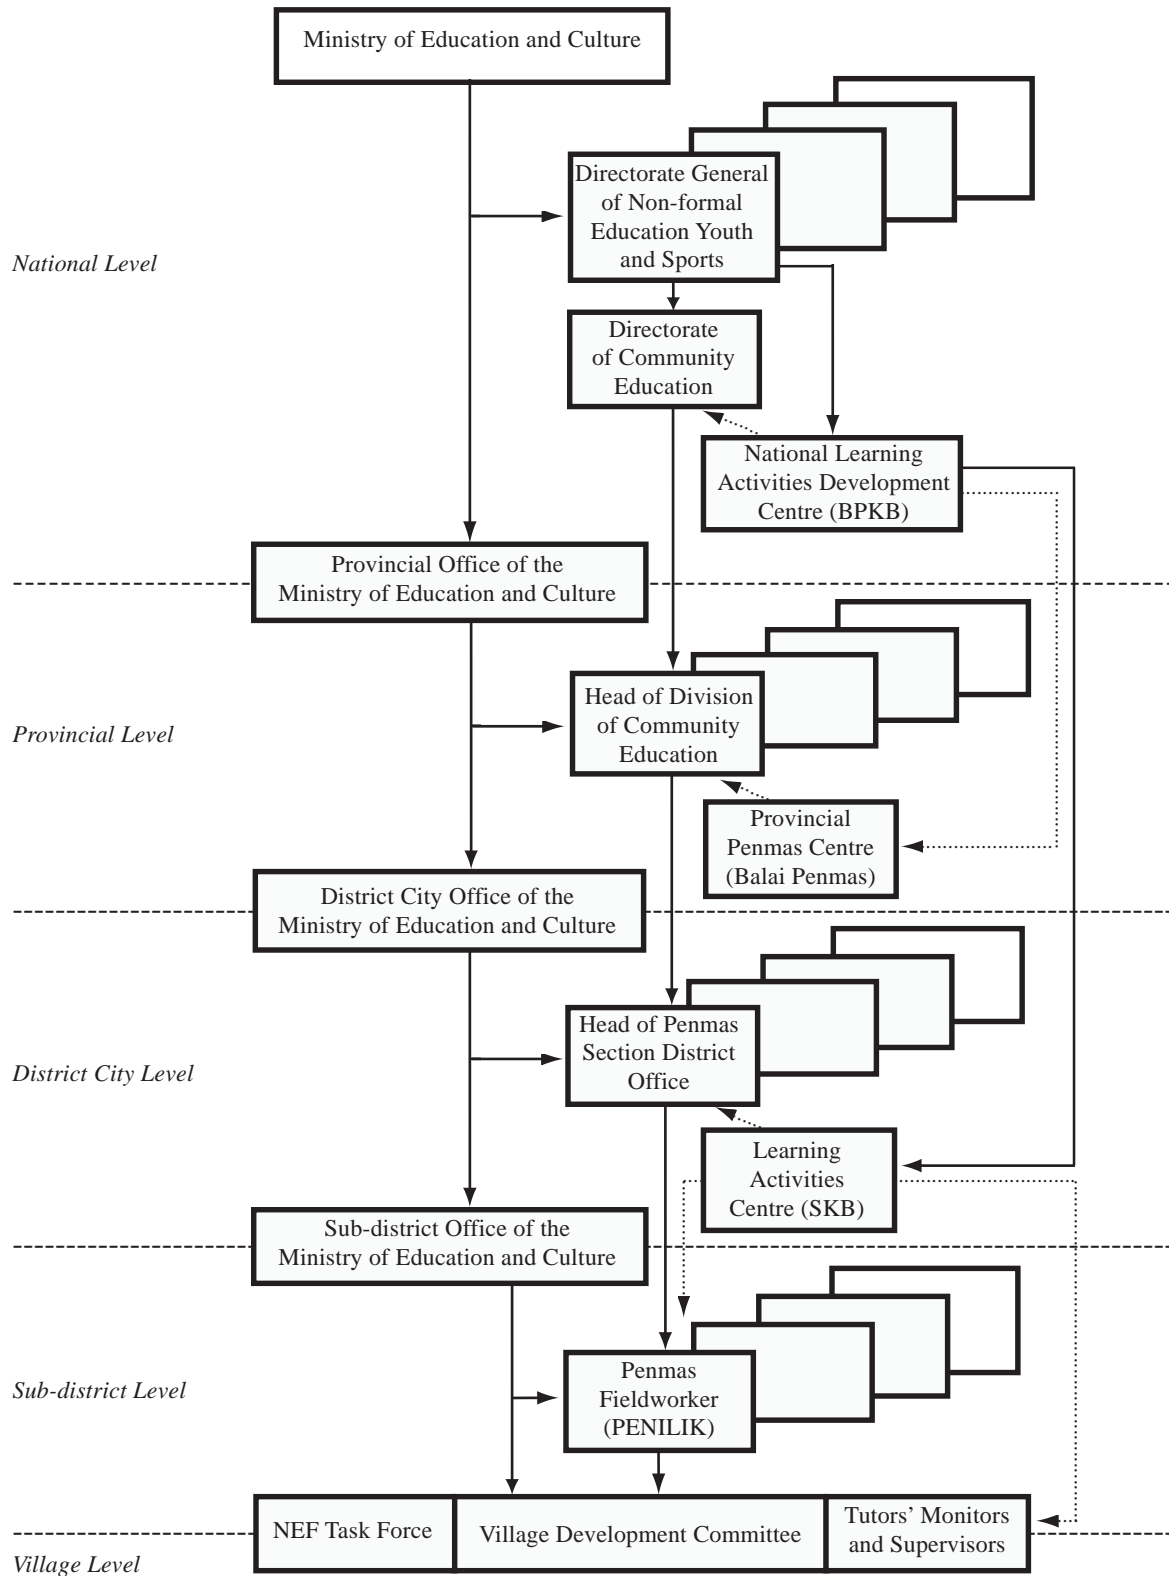 Ministry of Education and Culture
Directorate General
of Non-formal
Education Youth
and Sports
National Level
Directorate
of Community
Education
National Learning
Activities Development
Centre (BPKB)
Provincial Office of the
Ministry of Education and Culture
Head of Division
of Community
Education
Provincial Level
Provincial
Penmas Centre
(Balai Penmas)
District City Office of the
Ministry of Education and Culture
Head of Penmas
Section District
Office
District City Level
Learning
Activities
Centre (SKB)
Sub-district Office of the
Ministry of Education and Culture
Penmas
Fieldworker
(PENILIK)
Sub-district Level
NEF Task Force
Village Development Committee
Tutors' Monitors
and Supervisors
Village Level